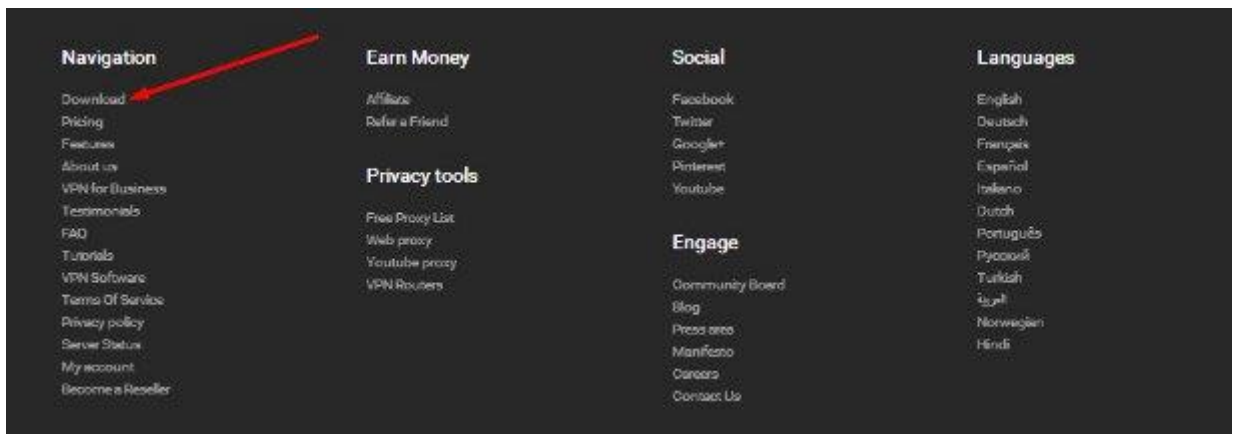 Navigation
Download
Pricing
Features
About us
VPN for Business
Testimonials
FAQ
Tutorials
VPN Software
Terms Of Service
Privacy policy
Server Status
My account
Become a Reseller
Earn Money
Affiliate
Refer a Friend
Privacy tools
Free Proxy List
Web proxy
Youtube proxy
VPN Routers
Social
Facebook
Twitter
Google+
Pinterest
Youtube
Engage
Community Board
Blog
Press area
Manifesto
Careers
Contact Us
Languages
English
Deutsch
Français
Español
Italiano
Dutch
Português
Русский
Turkish
العربية
Norwegian
Hindi